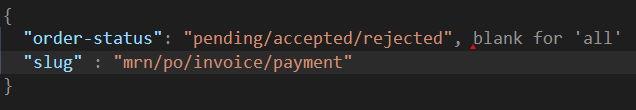 {
"order-status": "pending/accepted/rejected", blank for 'all'
"slug" : "mrn/po/invoice/payment"
}